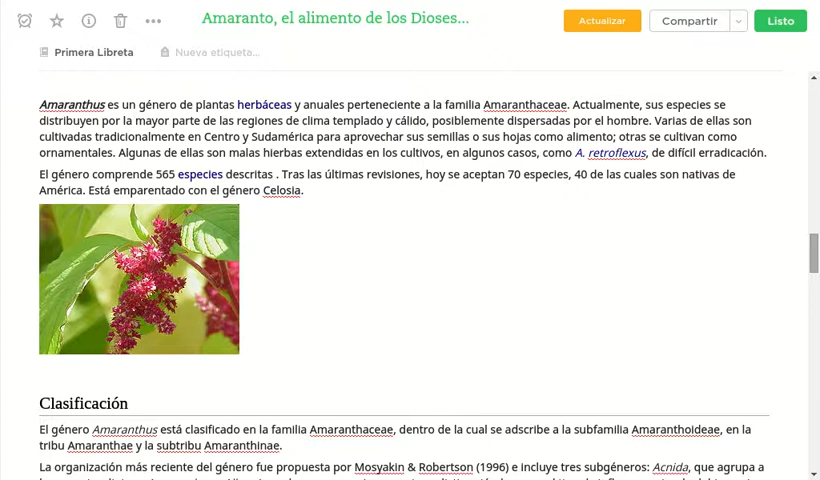 Amaranto, el alimento de los Dioses...
Actualizar
Compartir
Listo
Primera Libreta
Nueva etiqueta...
Amaranthus es un género de plantas herbáceas y anuales perteneciente a la familia Amaranthaceae. Actualmente, sus especies se
distribuyen por la mayor parte de las regiones de clima templado y cálido, posiblemente dispersadas por el hombre. Varias de ellas son
cultivadas tradicionalmente en Centro y Sudamérica para aprovechar sus semillas o sus hojas como alimento; otras se cultivan como
ornamentales. Algunas de ellas son malas hierbas extendidas en los cultivos, en algunos casos, como A. retroflexus, de difícil erradicación.
El género comprende 565 especies descritas . Tras las últimas revisiones, hoy se aceptan 70 especies, 40 de las cuales son nativas de
América. Está emparentado con el género Celosia.
Clasificación
El género Amaranthus está clasificado en la familia Amaranthaceae, dentro de la cual se adscribe a la subfamilia Amaranthoideae, en la
tribu Amaranthae y la subtribu Amaranthinae.
La organización más reciente del género fue propuesta por Mosyakin & Robertson (1996) e incluye tres subgéneros: Acnida, que agrupa a